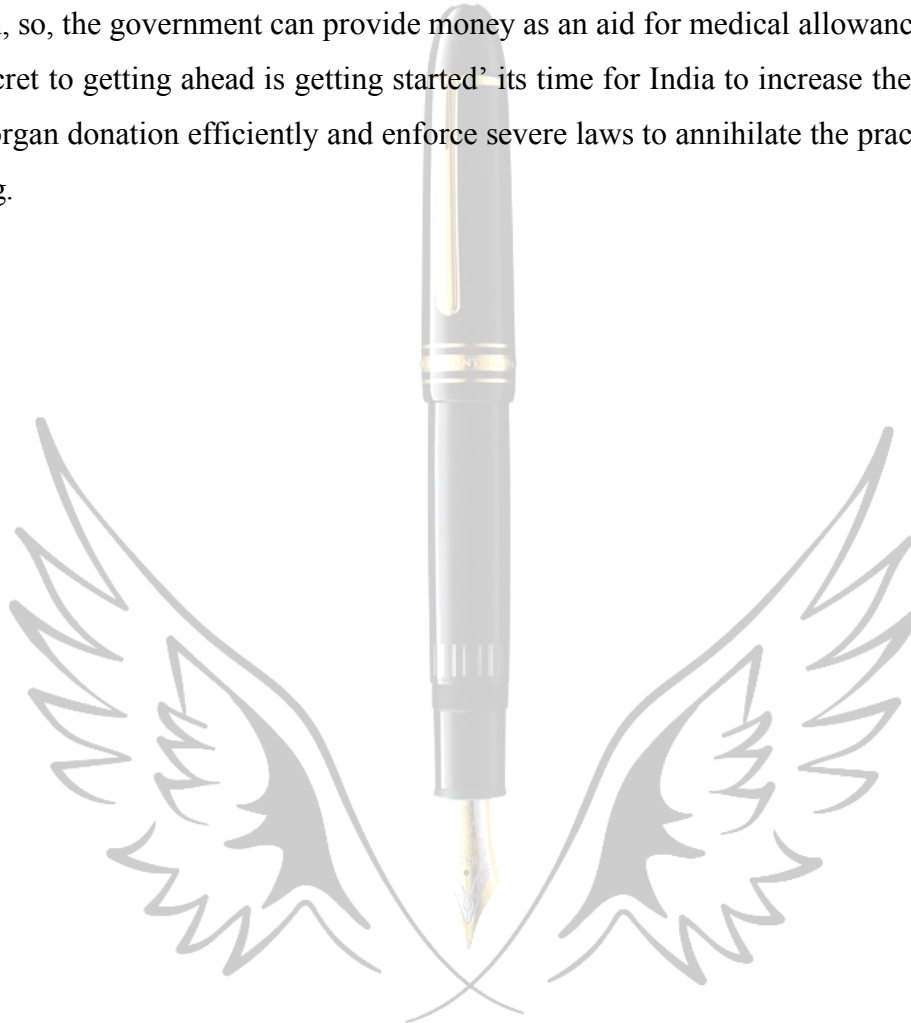 , so, the government can provide money as an aid for medical allowanc
cret to getting ahead is getting started’ its time for India to increase the
organ donation efficiently and enforce severe laws to annihilate the prac
g.